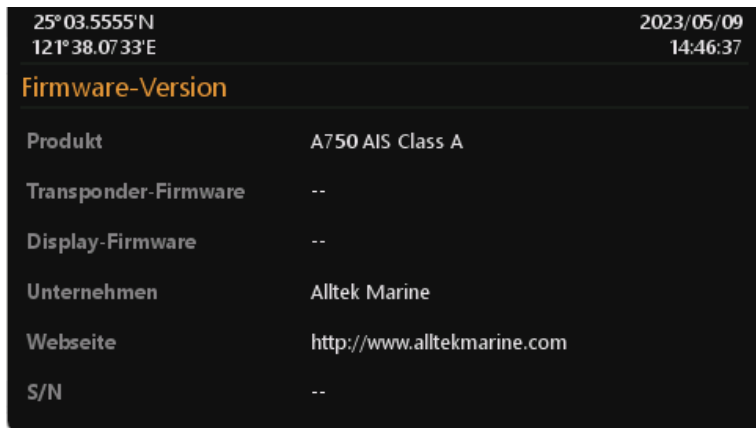 25°03.5555'N 2023/05/09
121°38.0733'E 14:46:37
Firmware-Version
Produkt A750 AIS Class A
Transponder-Firmware --
Display-Firmware --
Unternehmen Alltek Marine
Webseite http://www.alltekmarine.com
S/N --